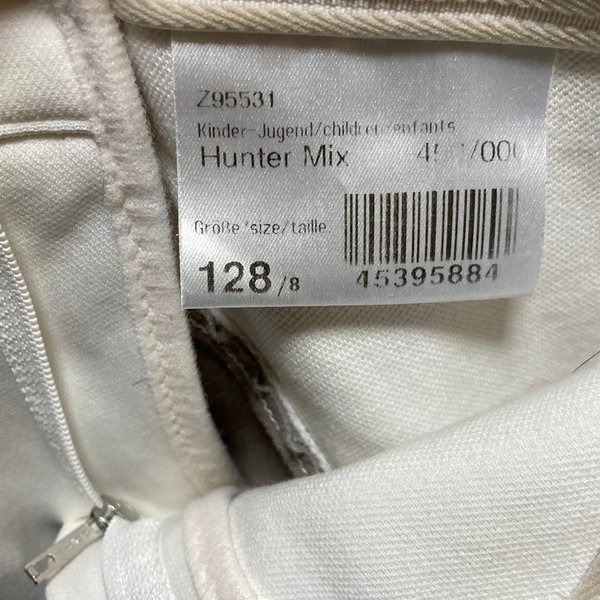 Z95531
Kinder-Jugend/children/enfants
Hunter Mix
Größe/size/taille
128/8
45395884